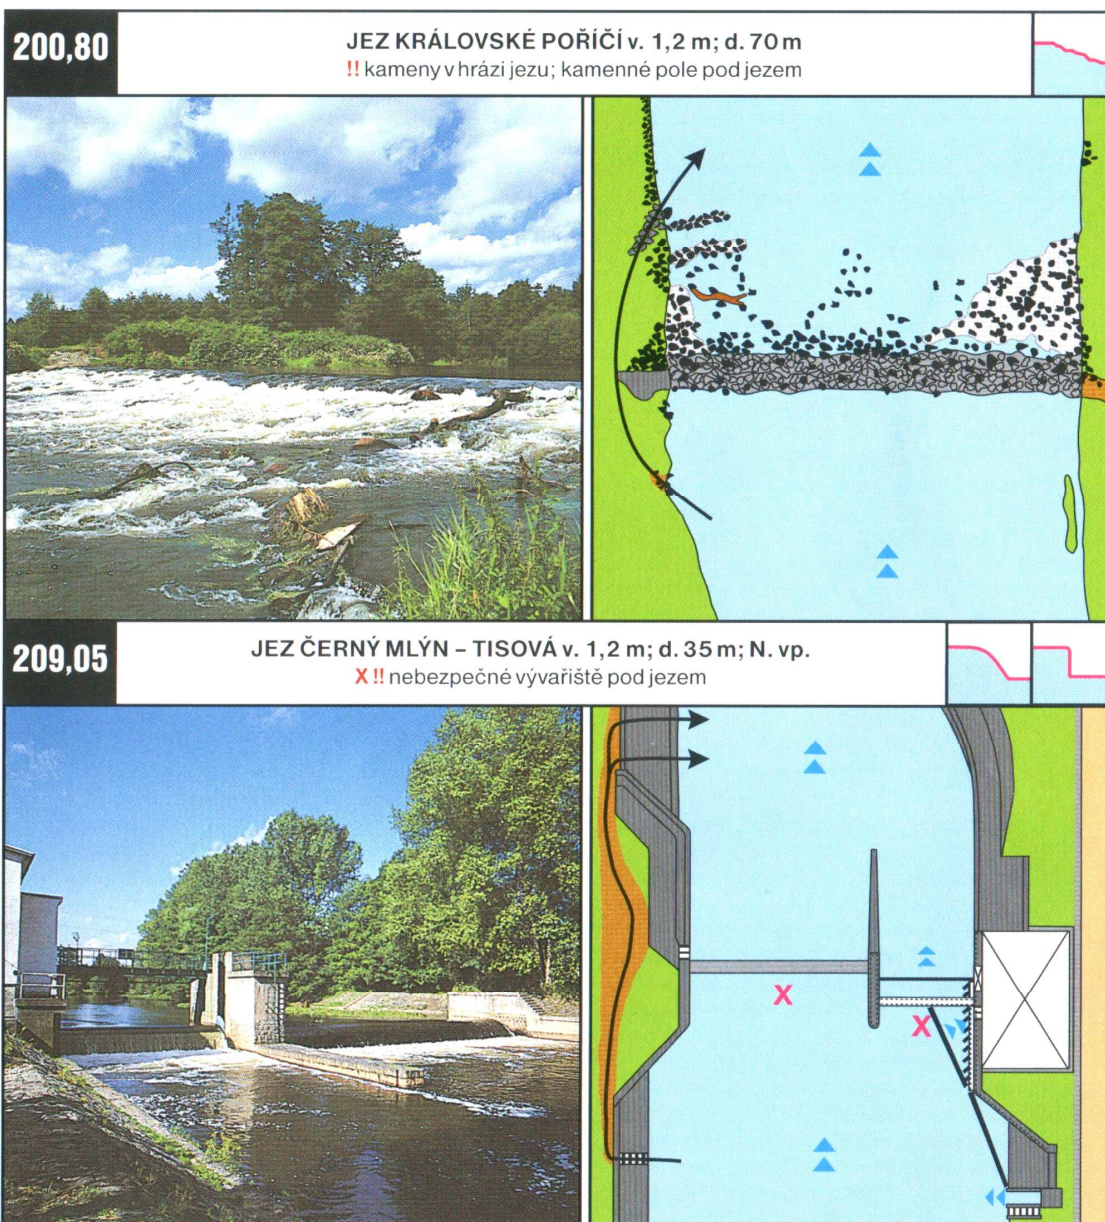 200,80
JEZ KRÁLOVSKÉ POŘÍČÍ v. 1,2 m; d. 70 m
!! kameny v hrázi jezu; kamenné pole pod jezem
209,05
JEZ ČERNÝ MLÝN – TISOVÁ v. 1,2 m; d. 35 m; N. vp.
X !! nebezpečné vývařiště pod jezem
X
X